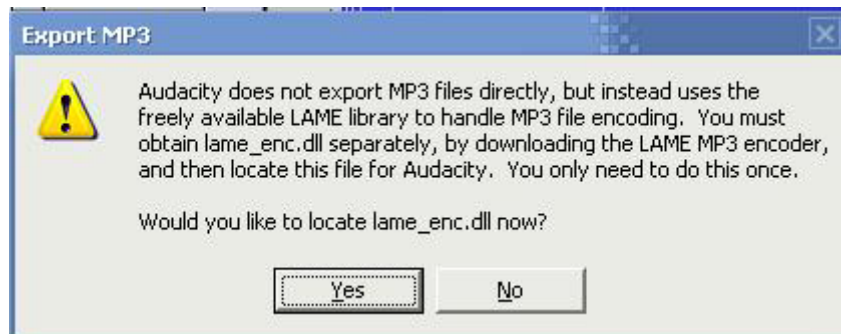 Export MP3
Audacity does not export MP3 files directly, but instead uses the
freely available LAME library to handle MP3 file encoding. You must
obtain lame_enc.dll separately, by downloading the LAME MP3 encoder,
and then locate this file for Audacity. You only need to do this once.
Would you like to locate lame_enc.dll now?
Yes
No